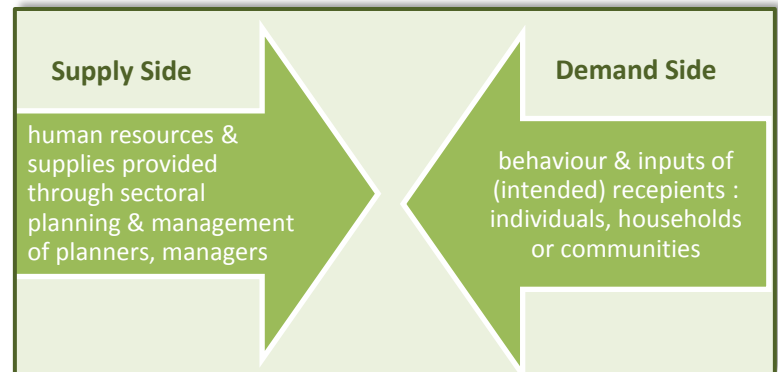 Supply Side
human resources &
supplies provided
through sectoral
planning & management
of planners, managers
Demand Side
behaviour & inputs of
(intended) recepients :
individuals, households
or communities